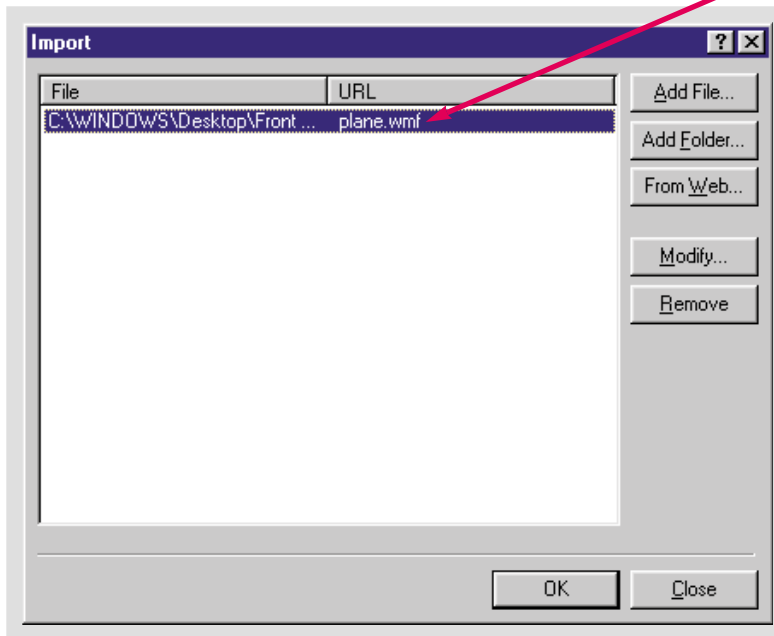 Import
File URL
C:\WINDOWS\Desktop\Front ... plane.wmf
Add File...
Add Folder...
From Web...
Modify...
Remove
OK Close